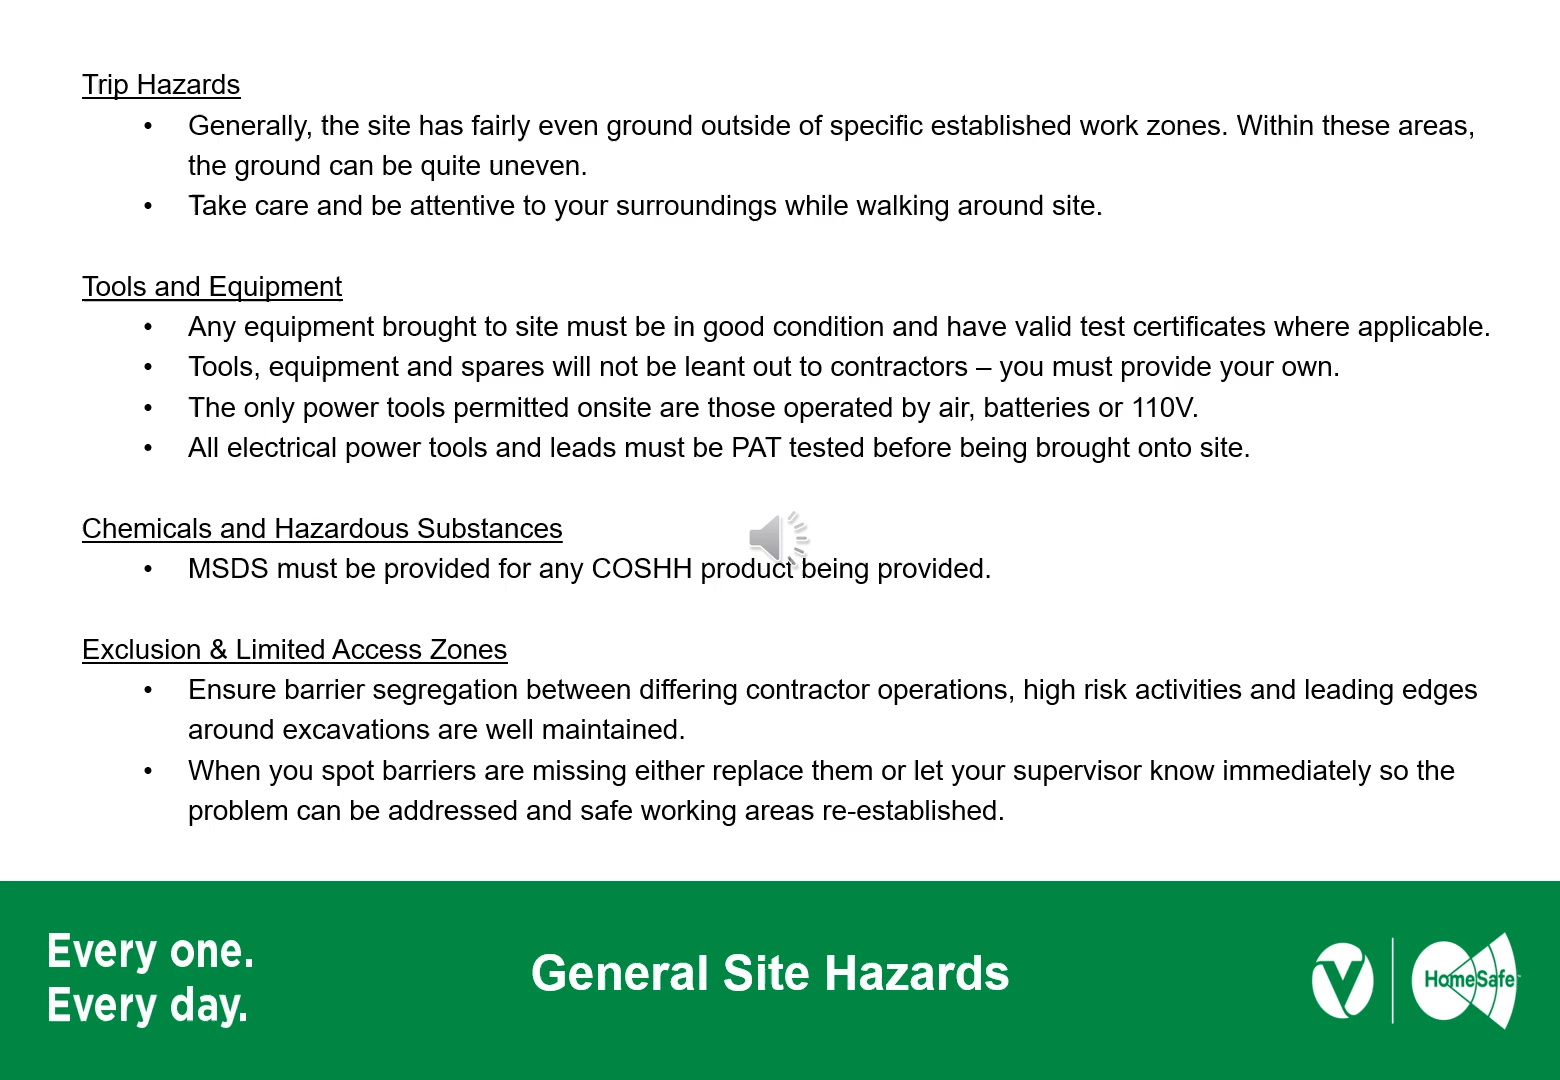 Trip Hazards
• Generally, the site has fairly even ground outside of specific established work zones. Within these areas,
the ground can be quite uneven.
• Take care and be attentive to your surroundings while walking around site.
Tools and Equipment
• Any equipment brought to site must be in good condition and have valid test certificates where applicable.
• Tools, equipment and spares will not be leant out to contractors – you must provide your own.
• The only power tools permitted onsite are those operated by air, batteries or 110V.
• All electrical power tools and leads must be PAT tested before being brought onto site.
Chemicals and Hazardous Substances
• MSDS must be provided for any COSHH product being provided.
Exclusion & Limited Access Zones
• Ensure barrier segregation between differing contractor operations, high risk activities and leading edges
around excavations are well maintained.
• When you spot barriers are missing either replace them or let your supervisor know immediately so the
problem can be addressed and safe working areas re-established.
Every one.
Every day.
General Site Hazards
V
HomeSafe™